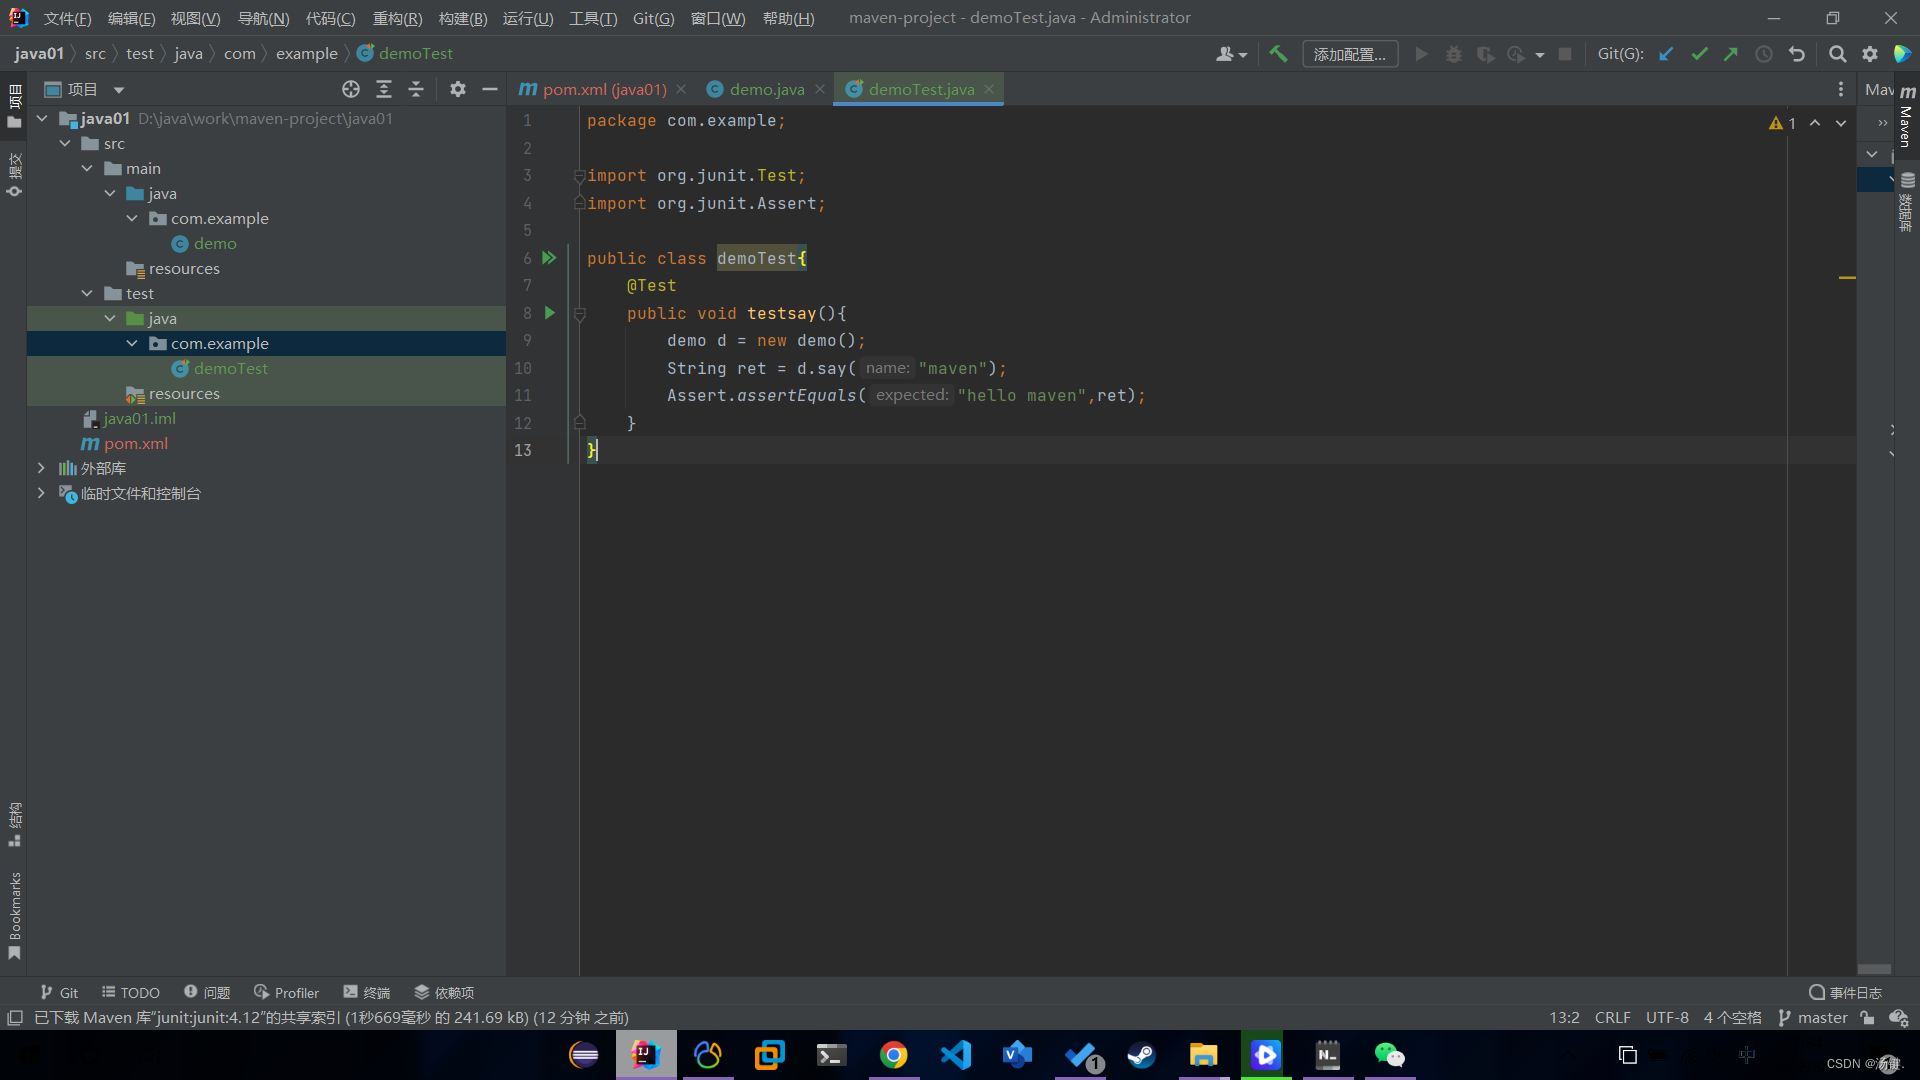 文件(F) 编辑(E) 视图(V) 导航(N) 代码(C) 重构(R) 构建(B) 运行(U) 工具(T) Git(G) 窗口(W) 帮助(H) maven-project - demoTest.java - Administrator
java01 src test java com example demoTest 添加配置... Git(G):
项目 pom.xml (java01) demo.java demoTest.java Mav
java01 D:\java\work\maven-project\java01
src
main
java
com.example
demo
resources
test
java
com.example
demoTest
resources
java01.iml
pom.xml
外部库
临时文件和控制台
1 package com.example;
2
3 import org.junit.Test;
4 import org.junit.Assert;
5
6 public class demoTest{
7 @Test
8 public void testsay(){
9 demo d = new demo();
10 String ret = d.say( name: "maven");
11 Assert.assertEquals( expected: "hello maven",ret);
12 }
13 }
1
项目
提交
结构
Bookmarks
Maven
数据库
Git TODO 问题 Profiler 终端 依赖项 事件日志
已下载 Maven 库"junit:junit:4.12"的共享索引 (1秒669毫秒 的 241.69 kB) (12 分钟 之前) 13:2 CRLF UTF-8 4 个空格 master
1
中
CSDN @汤键.